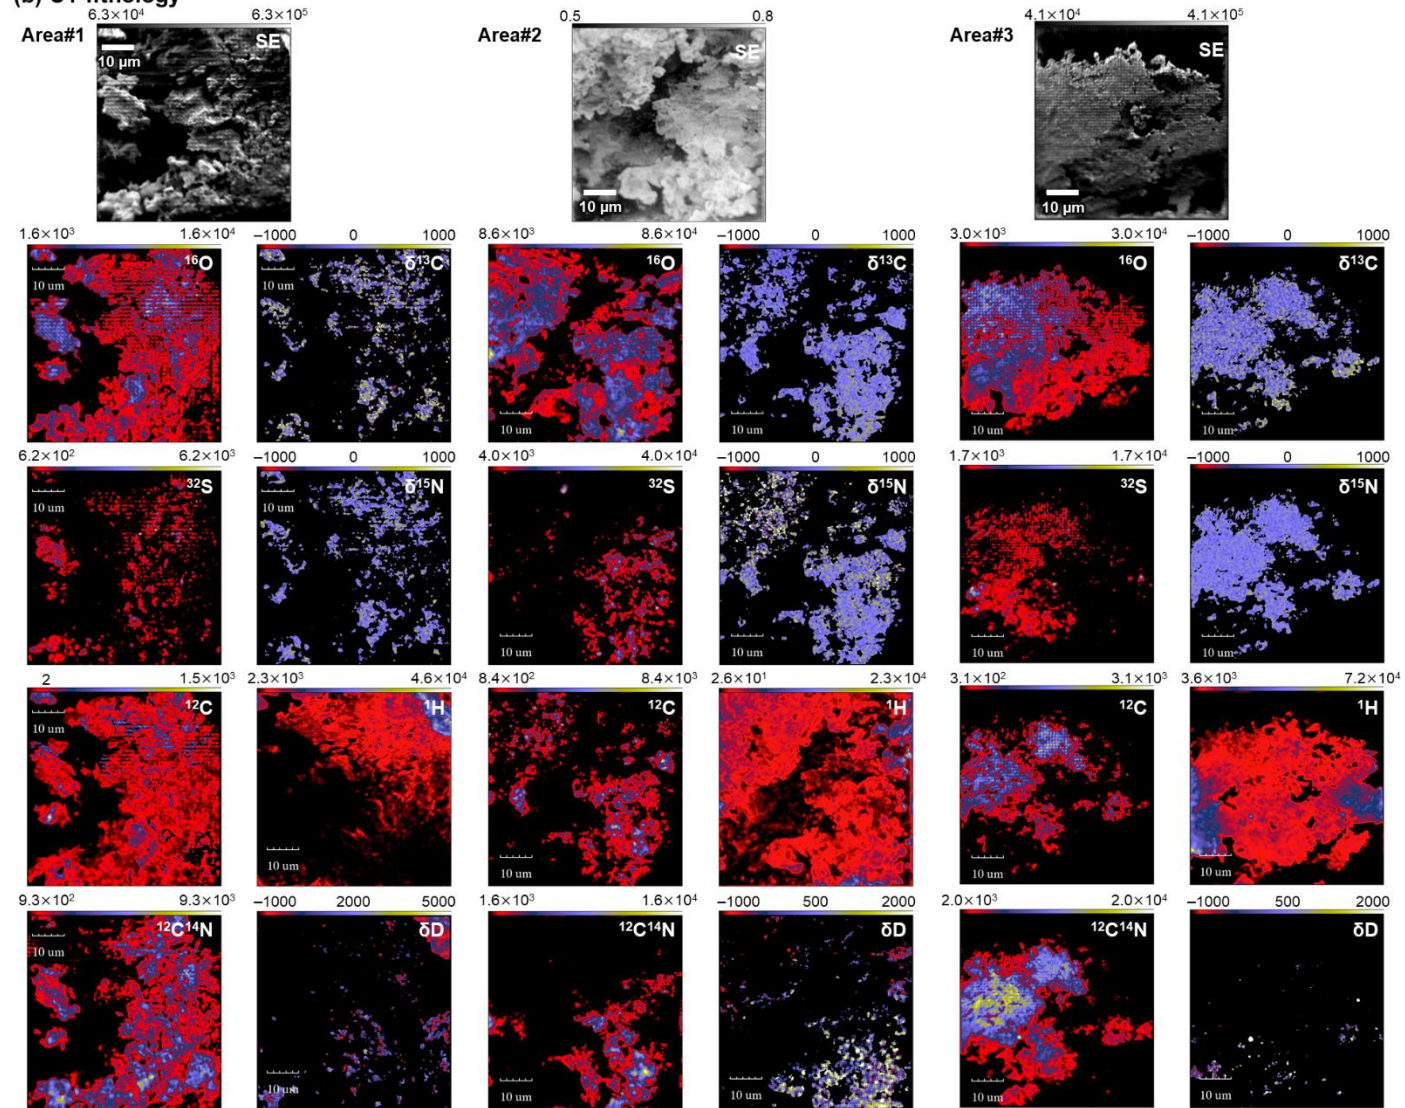 (b) C1 lithology
6.3×10⁴ 6.3×10⁵ 0.5 0.8 4.1×10⁴ 4.1×10⁵
Area#1 SE 10 µm Area#2 SE 10 µm Area#3 SE 10 µm
1.6×10³ 1.6×10⁴ −1000 0 1000 8.6×10³ 8.6×10⁴ −1000 0 1000 3.0×10³ 3.0×10⁴ −1000 0 1000
¹⁶O δ¹³C ¹⁶O δ¹³C ¹⁶O δ¹³C
10 um 10 um 10 um 10 um 10 um 10 um
6.2×10² 6.2×10³ −1000 0 1000 4.0×10³ 4.0×10⁴ −1000 0 1000 1.7×10³ 1.7×10⁴ −1000 0 1000
³²S δ¹⁵N ³²S δ¹⁵N ³²S δ¹⁵N
10 um 10 um 10 um 10 um 10 um 10 um
2 1.5×10³ 2.3×10³ 4.6×10⁴ 8.4×10² 8.4×10³ 2.6×10¹ 2.3×10⁴ 3.1×10² 3.1×10³ 3.6×10³ 7.2×10⁴
¹²C ¹H ¹²C ¹H ¹²C ¹H
10 um 10 um 10 um 10 um 10 um 10 um
9.3×10² 9.3×10³ −1000 2000 5000 1.6×10³ 1.6×10⁴ −1000 500 2000 2.0×10³ 2.0×10⁴ −1000 500 2000
¹²C¹⁴N δD ¹²C¹⁴N δD ¹²C¹⁴N δD
10 um 10 um 10 um 10 um 10 um 10 um